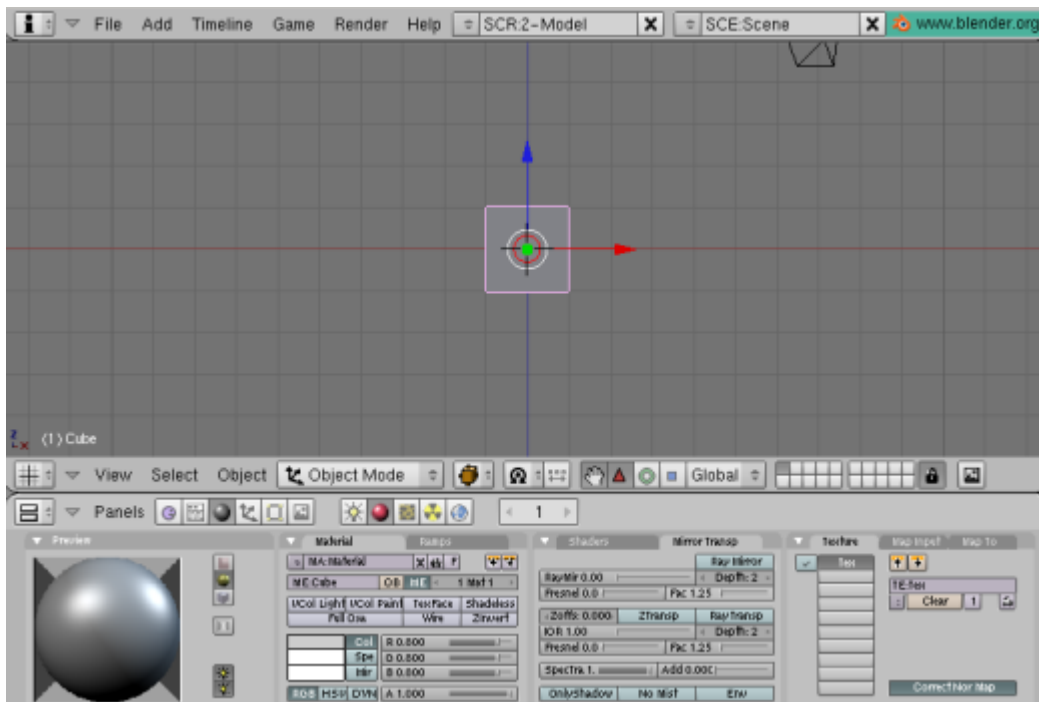 File Add Timeline Game Render Help SCR:2-Model X SCE:Scene X www.blender.org
z
x (1) Cube
View Select Object Object Mode Global
Panels 1
Preview
Material Ramps
MA:Material X F
ME:Cube OB ME 1 Mat 1
VCol Light VCol Paint TexFace Shadeless
Full Osa Wire ZInvert
Col R 0.800
Spe G 0.800
Mir B 0.800
RGB HSV DYN A 1.000
Shaders Mirror Transp
Ray Mirror
RayMir 0.00 Depth: 2
Fresnel 0.0 Fac 1.25
Zoffs: 0.000 ZTransp Ray Transp
IOR 1.00 Depth: 2
Fresnel 0.0 Fac 1.25
Spectra 1. Add 0.000
OnlyShadow No Mist Env
Texture Map Input Map To
Tex
TE:Tex
Clear 1
Correct Nor Map